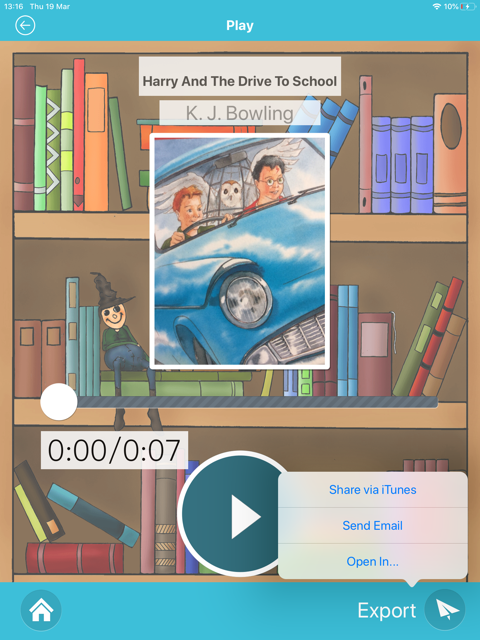 13:16 Thu 19 Mar
10%
Play
Harry And The Drive To School
K. J. Bowling
0:00/0:07
Share via iTunes
Send Email
Open In...
Export